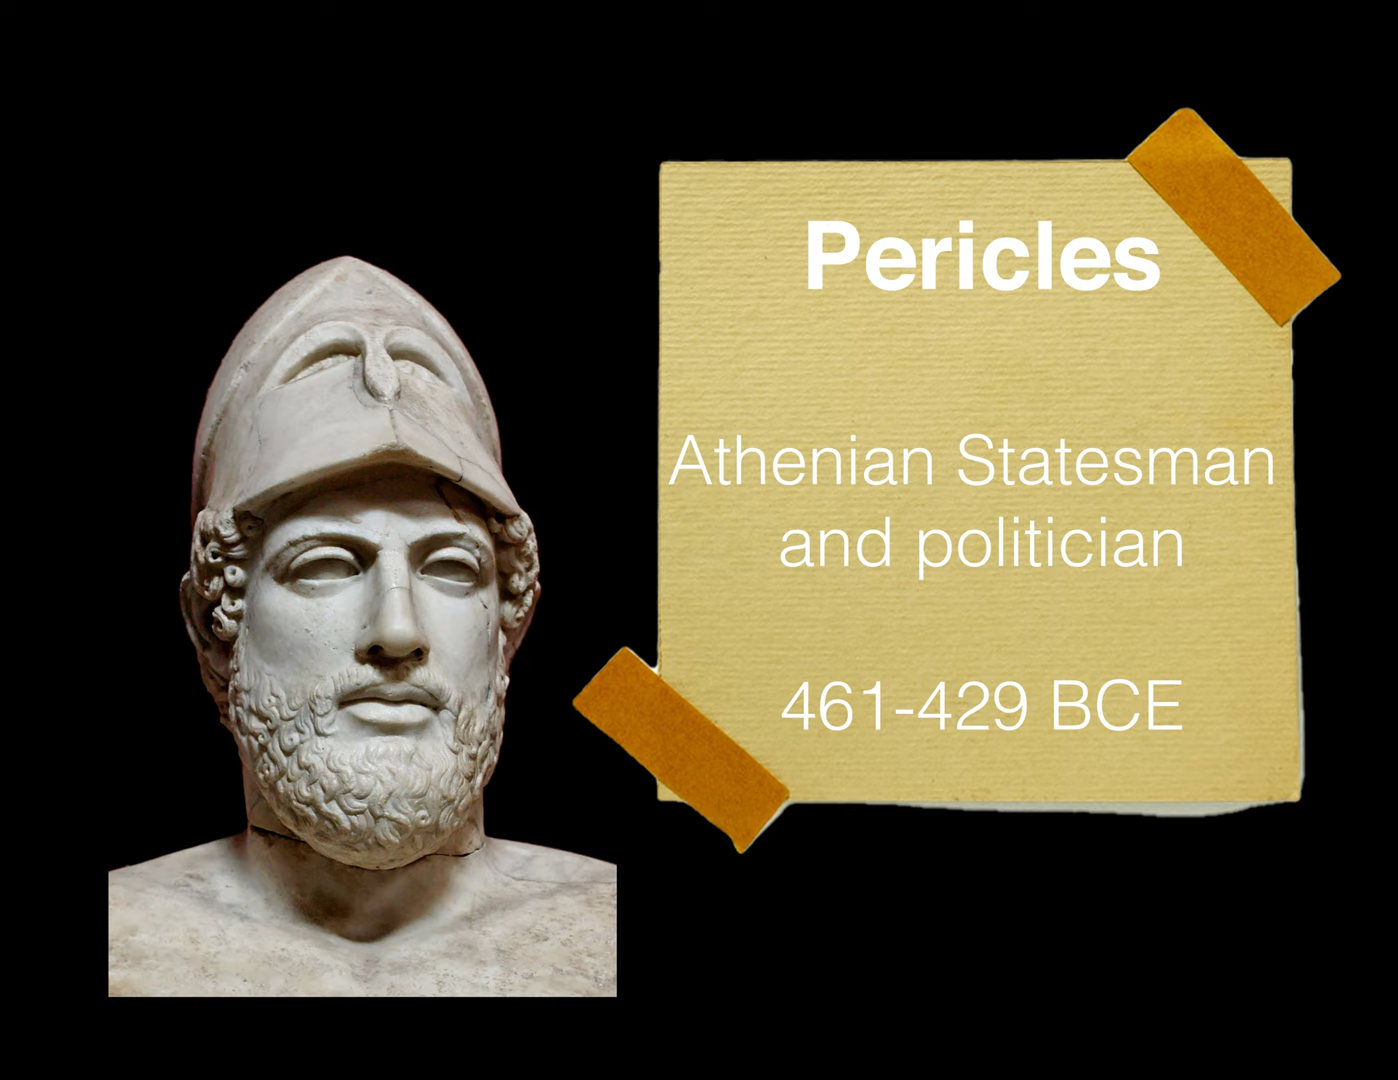 Pericles
Athenian Statesman
and politician
461-429 BCE